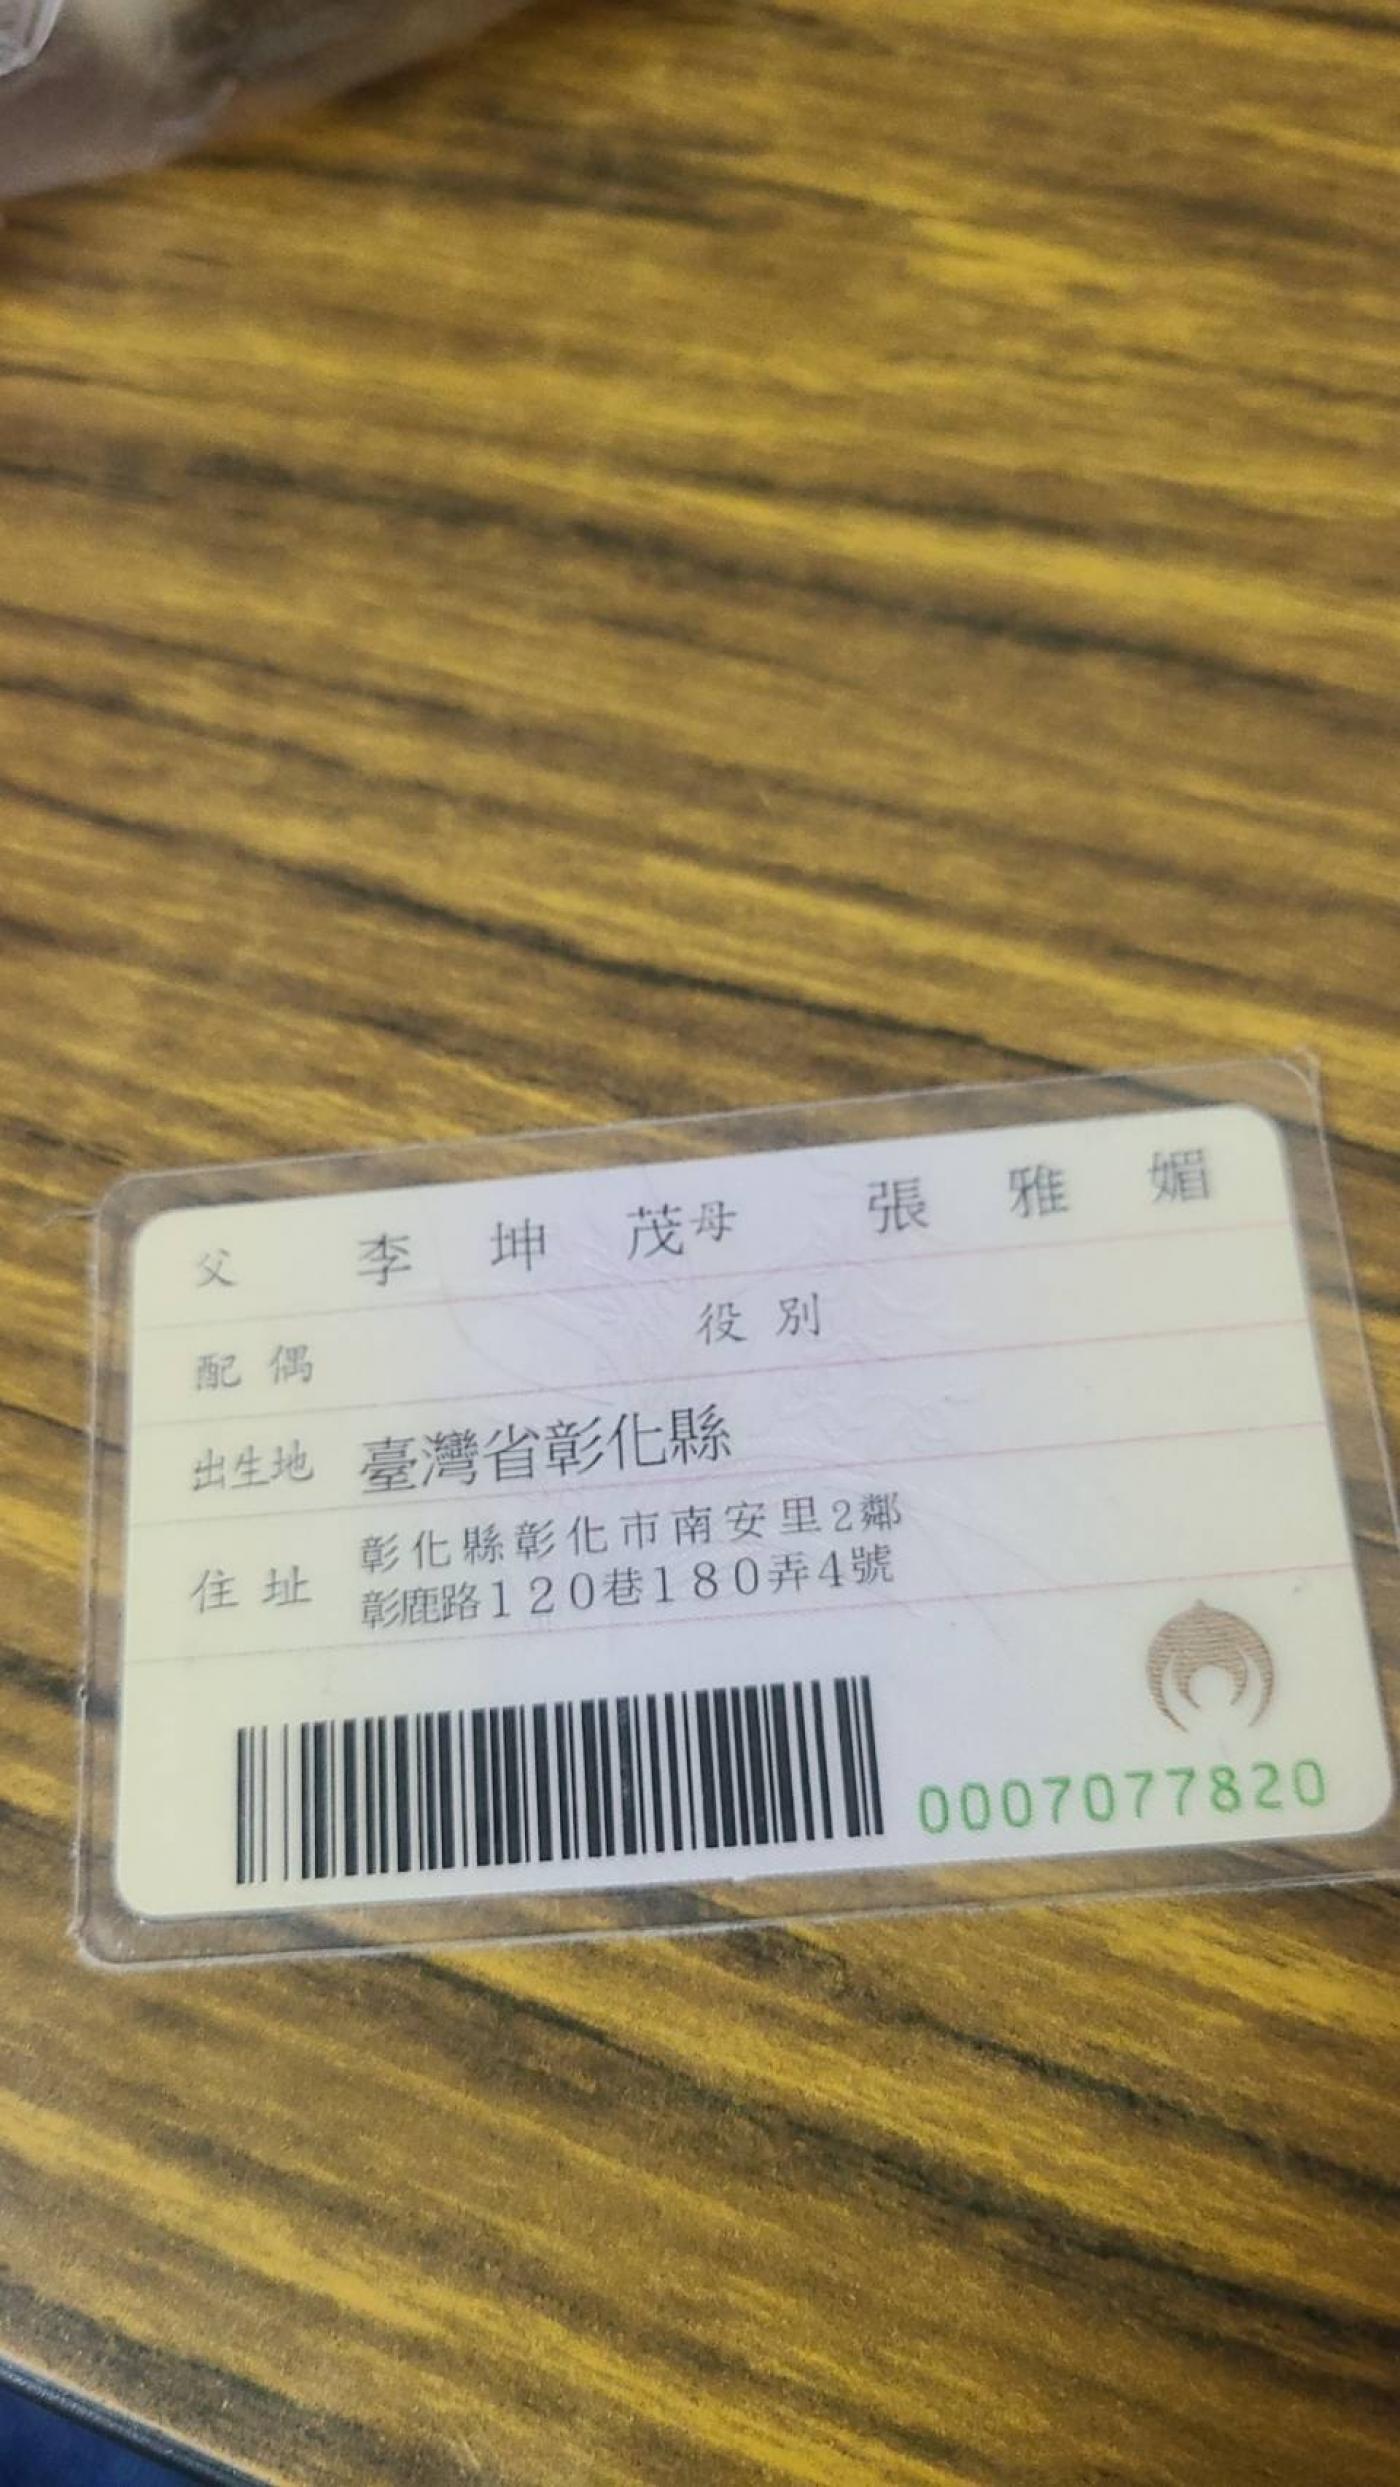 父 李坤茂 母 張雅媚
配偶 役別
出生地 臺灣省彰化縣
住址 彰化縣彰化市南安里2鄰
彰鹿路120巷180弄4號
0007077820